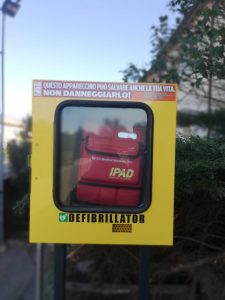 QUESTO APPARECCHIO PUÒ SALVARE ANCHE LA TUA VITA.
NON DANNEGGIARLO!
IPAD
DEFIBRILLATOR